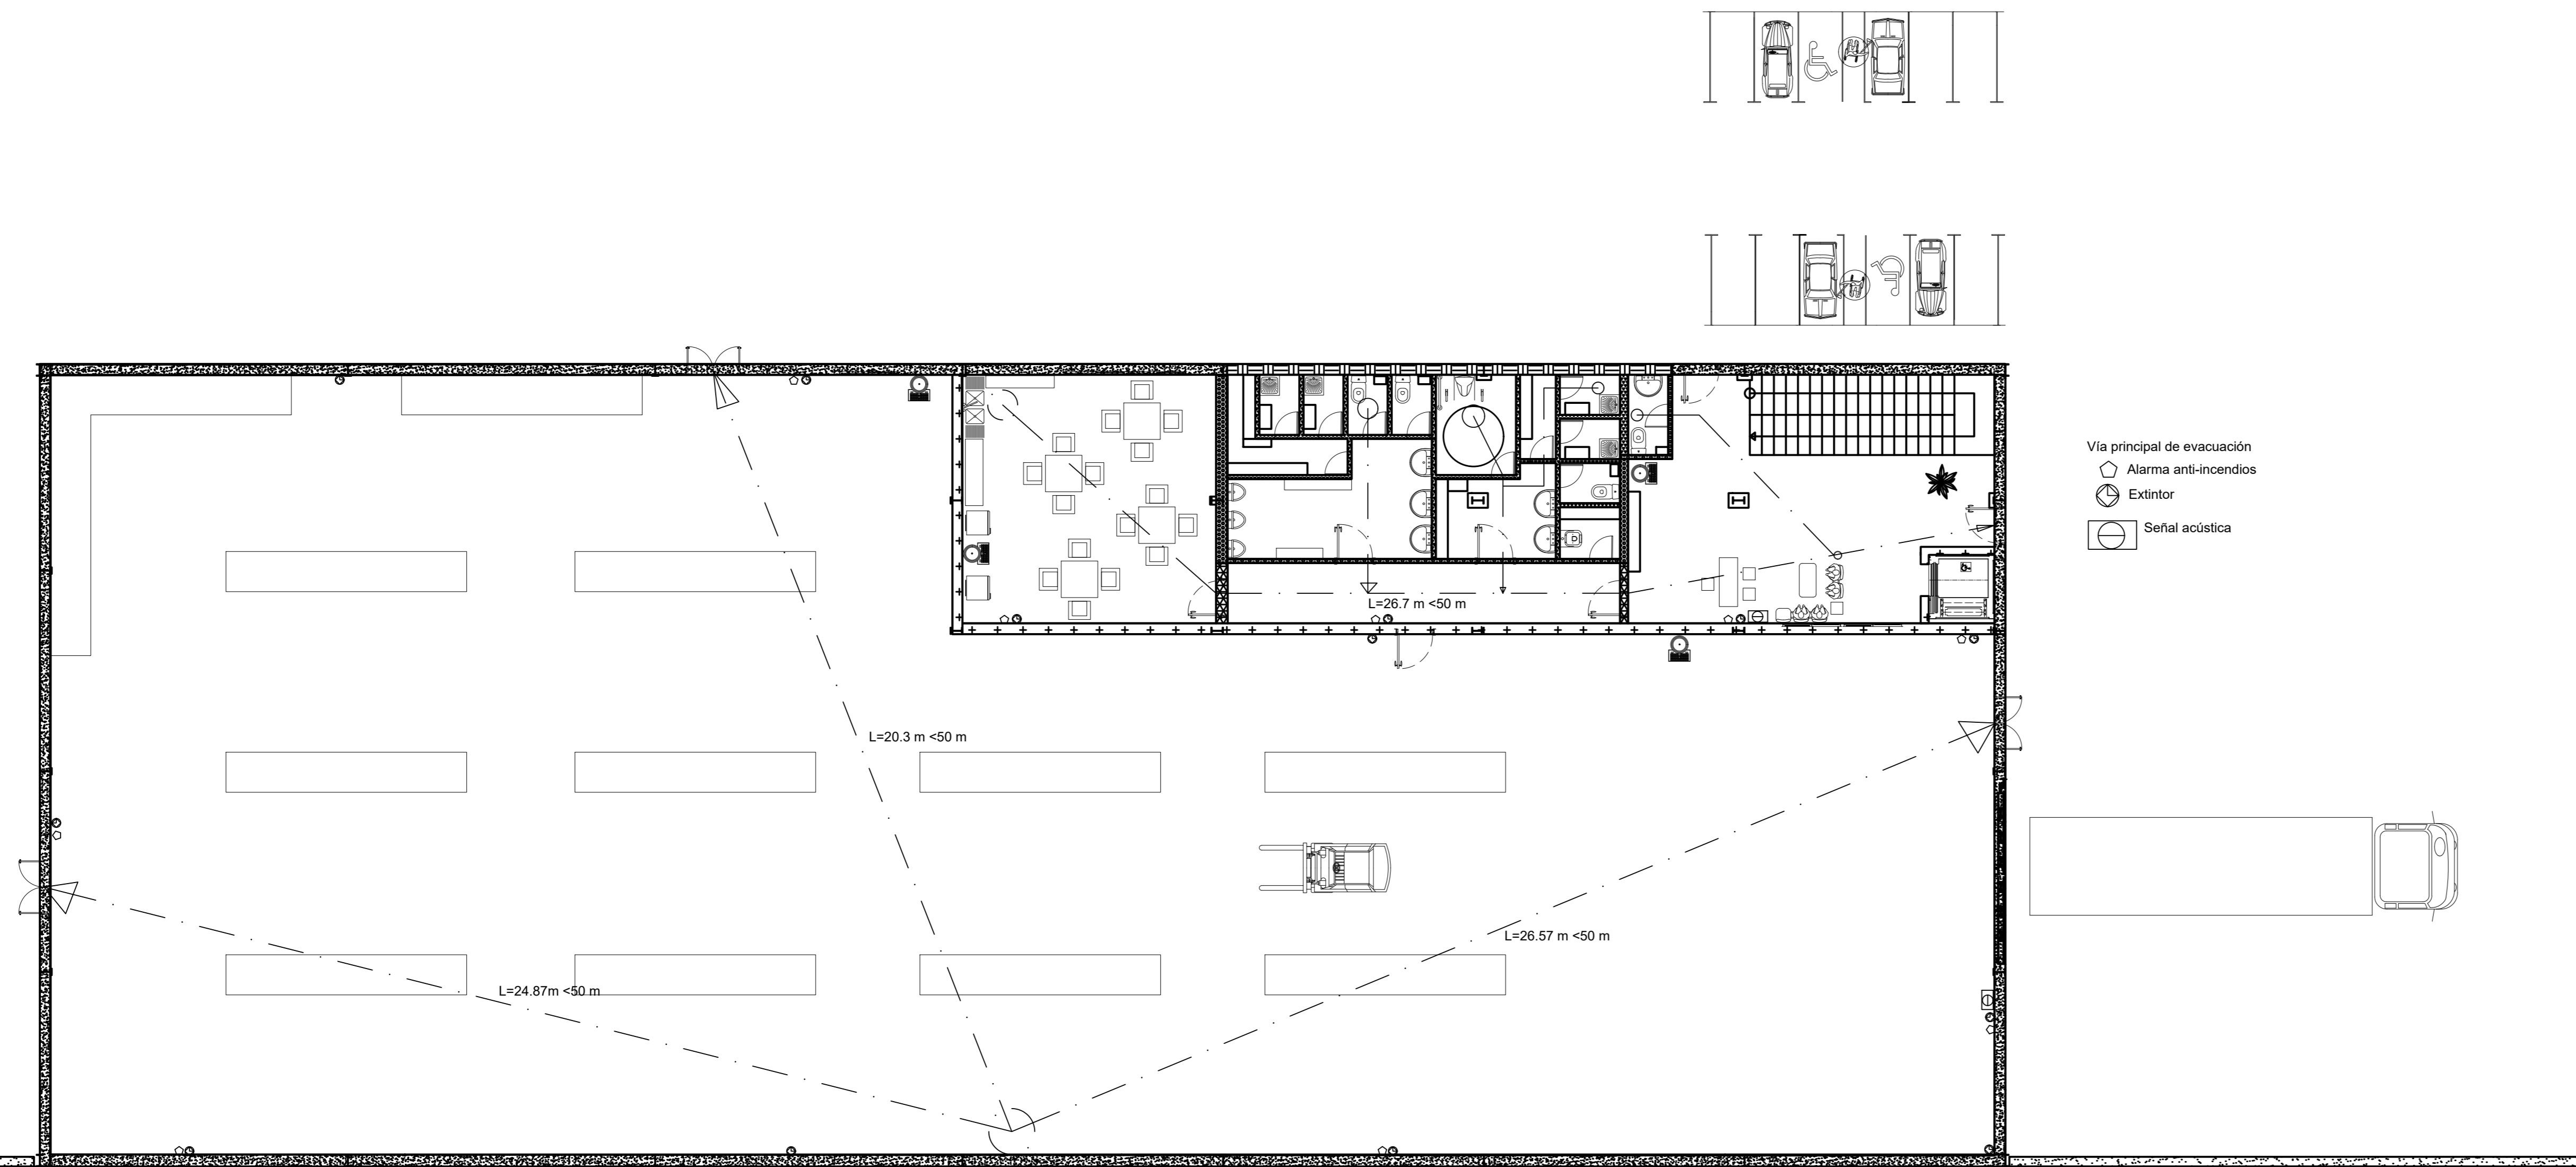 Vía principal de evacuación
Alarma anti-incendios
Extintor
Señal acústica
L=26.7 m <50 m
L=20.3 m <50 m
L=26.57 m <50 m
L=24.87m <50 m